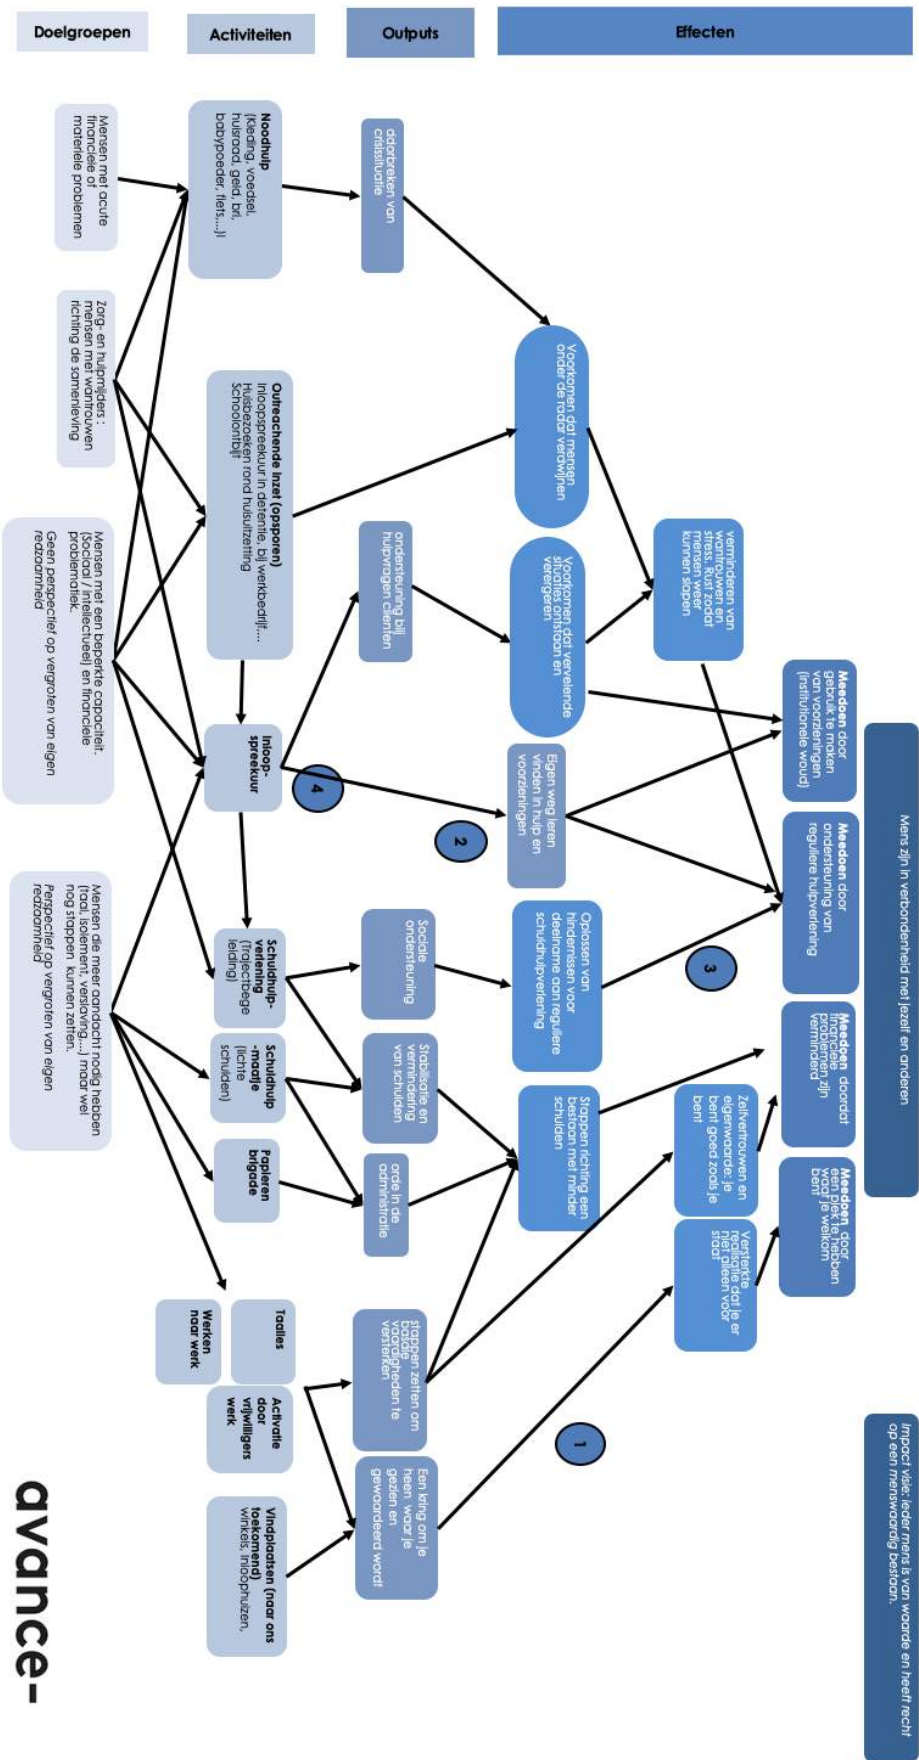 Mens zijn in verbondenheid met jezelf en anderen
Impact visie: ieder mens is van waarde en heeft recht
op een menswaardig bestaan.
Effecten
Meedoen door
gebruik te maken
van voorzieningen
(institutionele woud)
Meedoen door
ondersteuning van
reguliere hulpverlening
Meedoen doordat
financiele
problemen zijn
verminderd
Meedoen door
een plek te hebben
waar je welkom
bent
verminderen van
wantrouwen en
stress. Rust zodat
mensen weer
kunnen slapen
3
Zelfvertrouwen en
eigenwaarde: je
bent goed zoals je
bent
Versterkte
realisatie dat je er
niet alleen voor
staat
Voorkomen dat mensen
onder de radar verdwijnen
Voorkomen dat vervelende
situaties ontstaan en
verergeren
Eigen weg leren
vinden in hulp en
voorzieningen
Oplossen van
hindernissen voor
deelname aan reguliere
schuldhulpverlening
Stappen richting een
bestaan met minder
schulden
1
2
Outputs
doorbreken van
crisissituatie
ondersteuning bij
hulpvragen clienten
Sociale
ondersteuning
Stabilisatie en
vermindering
van schulden
orde in de
administratie
stappen zetten om
basale
vaardigheden te
versterken
Een kring om je
heen waar je
gezien en
gewaardeerd wordt
4
Activiteiten
Noodhulp
(Kleding, voedsel,
huisraad, geld, bril,
babypoeder, fiets,...)l
Outreachende inzet (opsporen)
Inloopspreekuur in detentie, bij werkbedrijf,...
Huisbezoeken rond huisuitzetting
Schoolontbijt
Inloop-
spreekuur
Schuldhulp-
verlening
(Trajectbege
leiding)
Schuldhulp
-maatje
(lichte
schulden)
Papieren
brigade
Taalles
Werken
naar werk
Activatie
door
vrijwilligers
werk
Vindplaatsen (naar ons
toekomend)
winkels, inloophuizen,
Doelgroepen
Mensen met acute
financiele of
materiele problemen
Zorg- en hulpmijders :
mensen met wantrouwen
richting de samenleving
Mensen met een beperkte capaciteit
(Sociaal / intellectueel) en financiele
problematiek.
Geen perspectief op vergroten van eigen
redzaamheid
Mensen die meer aandacht nodig hebben
(taal, isolement, verslaving,...) maar wel
nog stappen kunnen zetten.
Perspectief op vergroten van eigen
redzaamheid
avance-